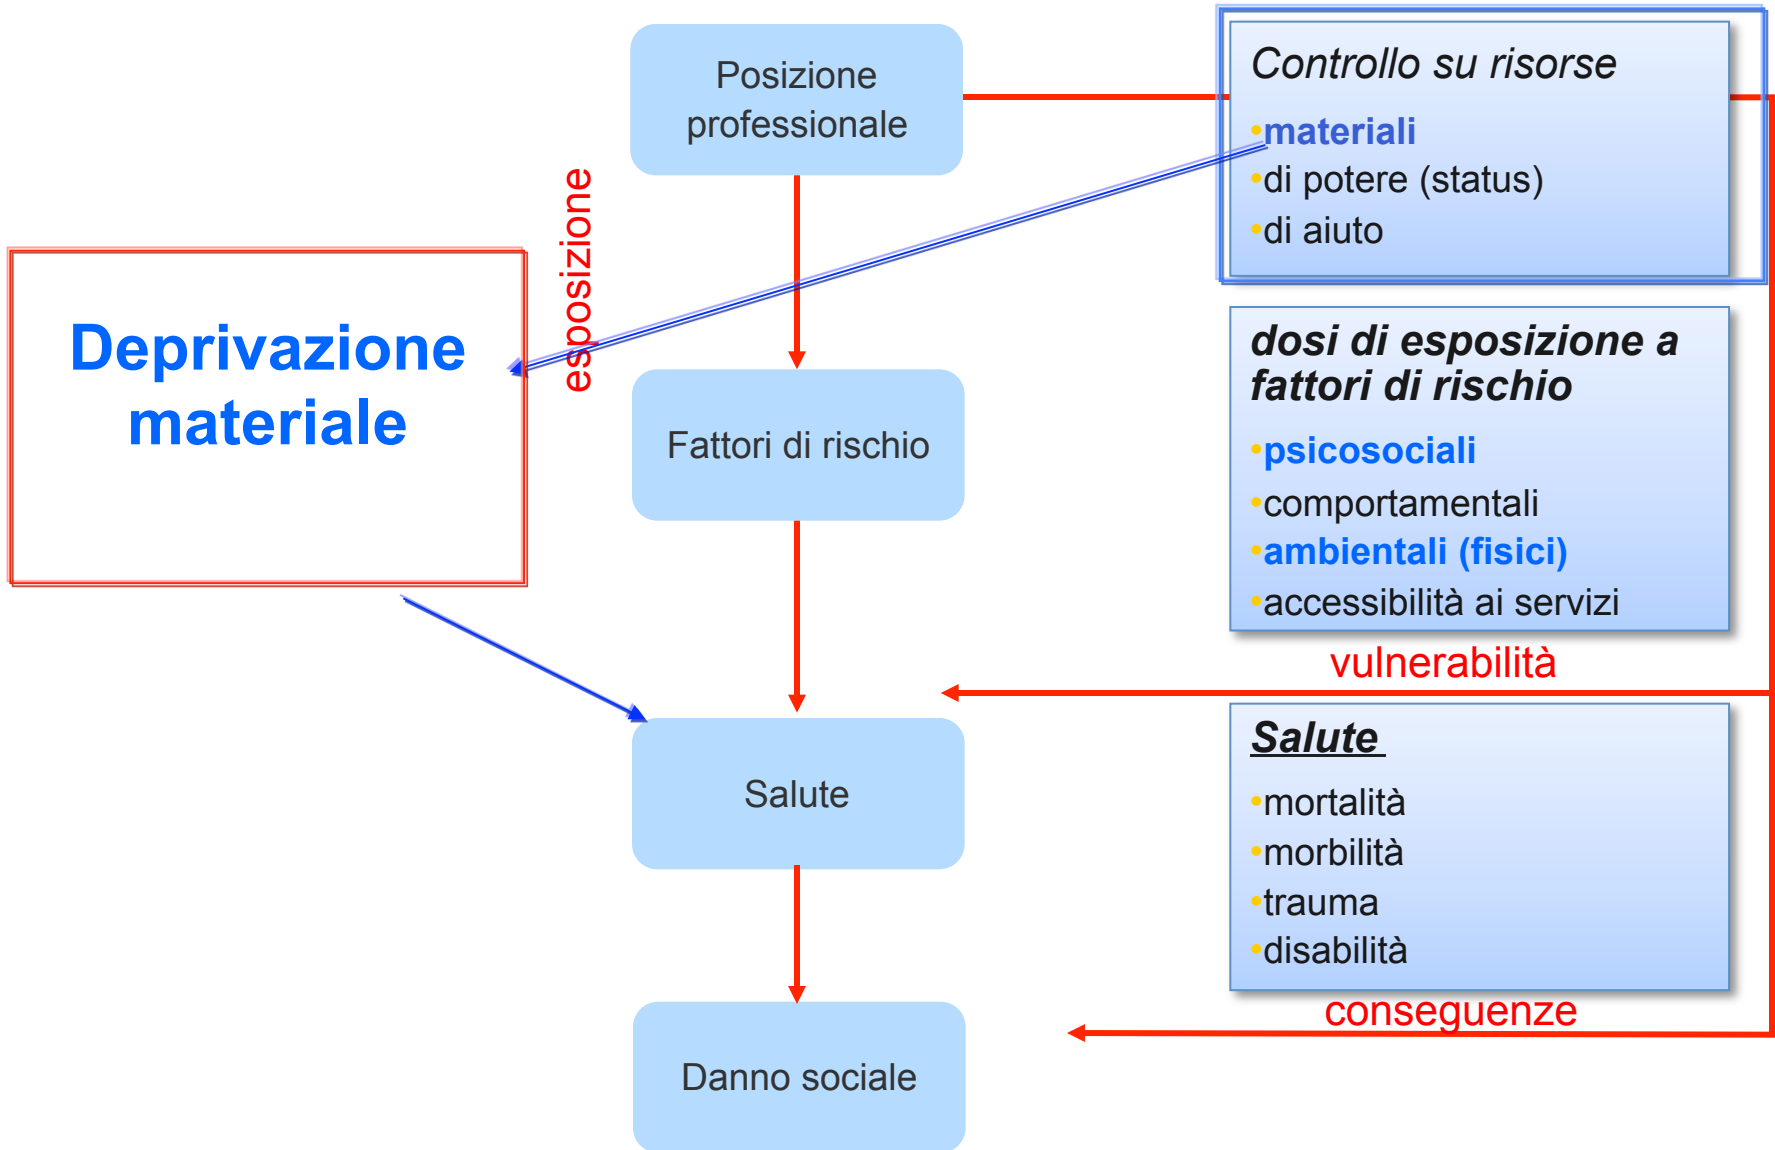 Posizione
professionale
Controllo su risorse
•materiali
•di potere (status)
•di aiuto
esposizione
Deprivazione
materiale
Fattori di rischio
dosi di esposizione a
fattori di rischio
•psicosociali
•comportamentali
•ambientali (fisici)
•accessibilità ai servizi
vulnerabilità
Salute
Salute
•mortalità
•morbilità
•trauma
•disabilità
conseguenze
Danno sociale